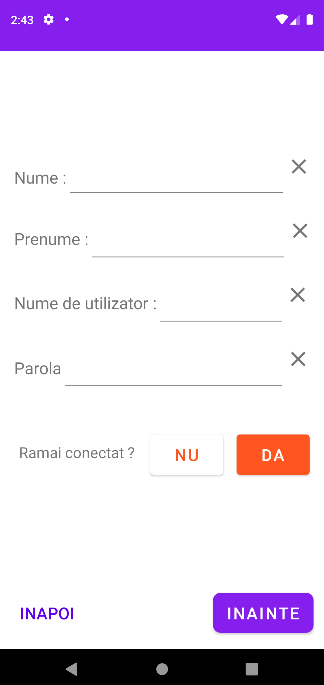 2:43
Nume :
Prenume :
Nume de utilizator :
Parola
Ramai conectat ? NU DA
INAPOI INAINTE